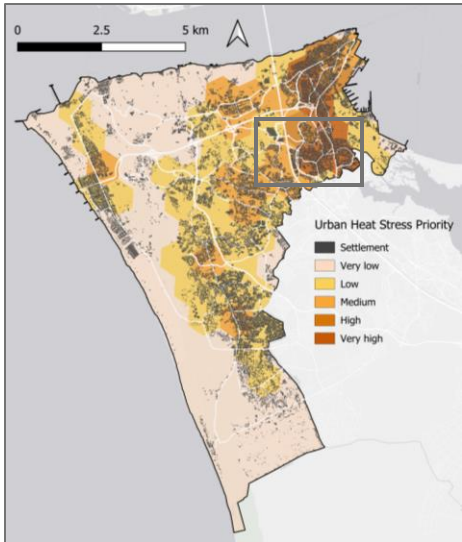 0 2.5 5 km
Urban Heat Stress Priority
Settlement
Very low
Low
Medium
High
Very high